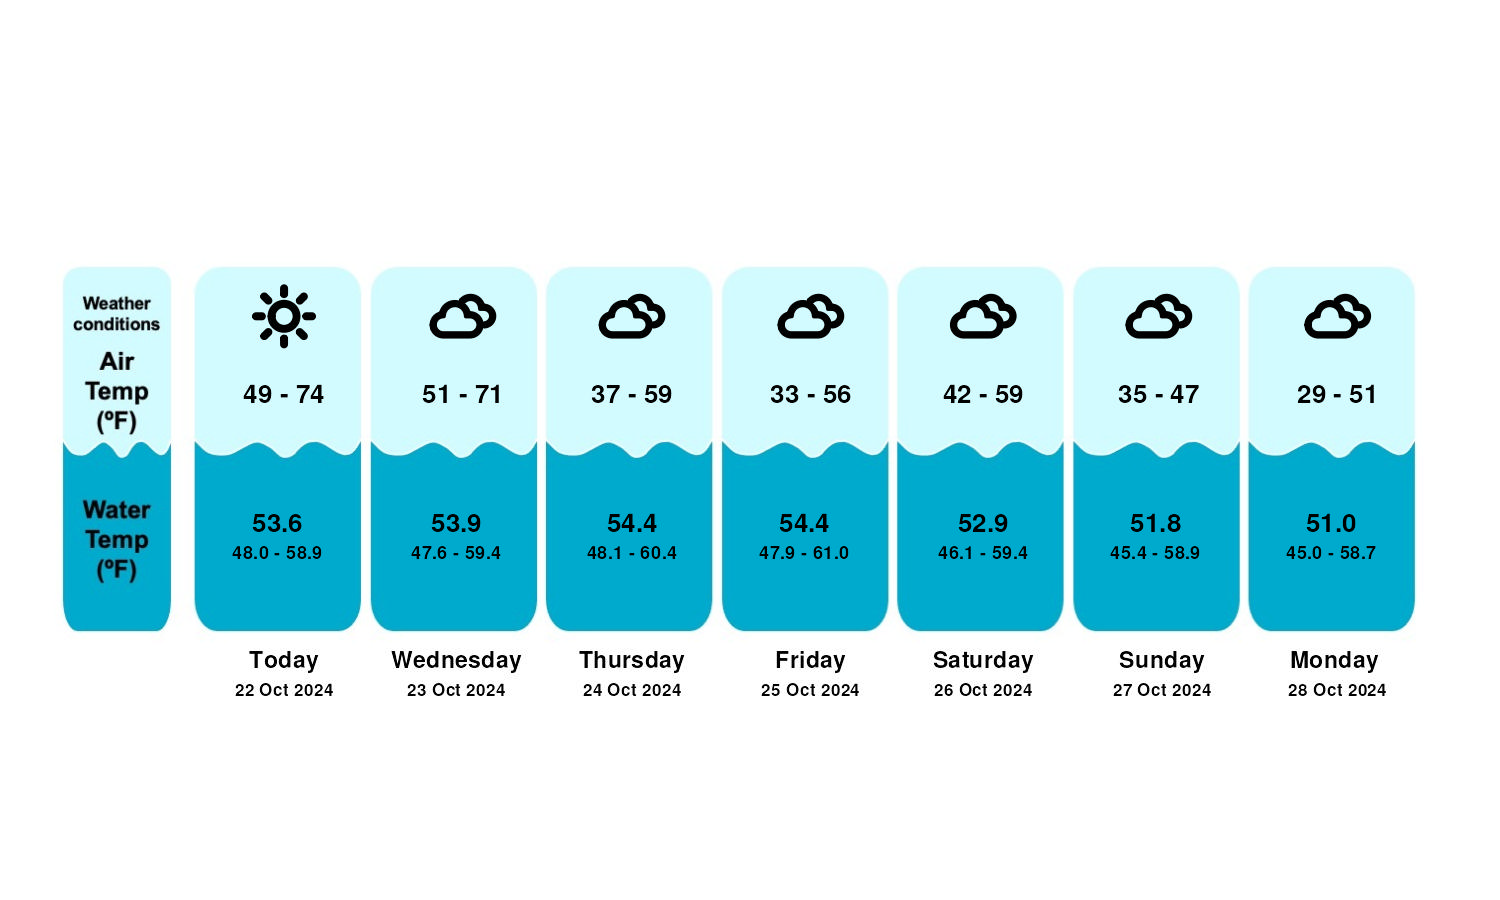 Weather
conditions
Air
Temp
(ºF)
Water
Temp
(ºF)
49 - 74
53.6
48.0 - 58.9
Today
22 Oct 2024
51 - 71
53.9
47.6 - 59.4
Wednesday
23 Oct 2024
37 - 59
54.4
48.1 - 60.4
Thursday
24 Oct 2024
33 - 56
54.4
47.9 - 61.0
Friday
25 Oct 2024
42 - 59
52.9
46.1 - 59.4
Saturday
26 Oct 2024
35 - 47
51.8
45.4 - 58.9
Sunday
27 Oct 2024
29 - 51
51.0
45.0 - 58.7
Monday
28 Oct 2024